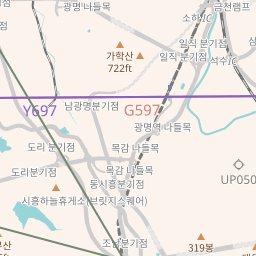 광명 나들목
금천램프
소하JC
일직 분기점
가학산
722ft
일직 분기점
석수IC
Y697
남광명분기점
G597
광명역 나들목
도리 분기점
목감 나들목
도리분기점
목감 나들목
동시흥분기점
UP050
시흥하늘휴게소(브릿지스퀘어)
조남분기점
319봉